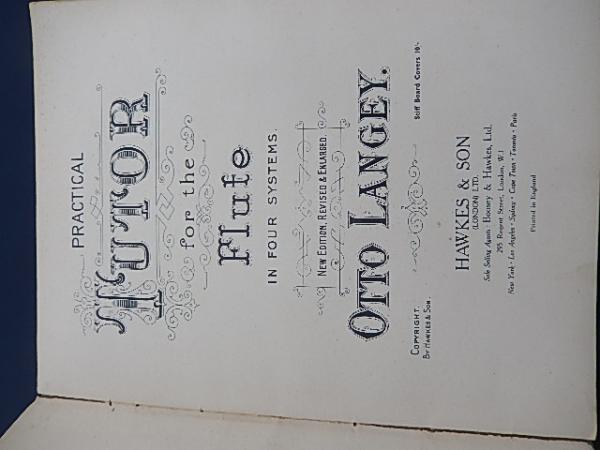 PRACTICAL
TUTOR
for the
Flute
IN FOUR SYSTEMS.
NEW EDITION, REVISED & ENLARGED.
OTTO LANGEY.
COPYRIGHT.
BY HAWKES & SON.
Stiff Board Covers 10/-
HAWKES & SON
(LONDON) LTD.
Sole Selling Agents - Boosey & Hawkes, Ltd.
295 Regent Street, London, W.1
New York · Los Angeles · Sydney · Cape Town · Toronto · Paris
Printed in England